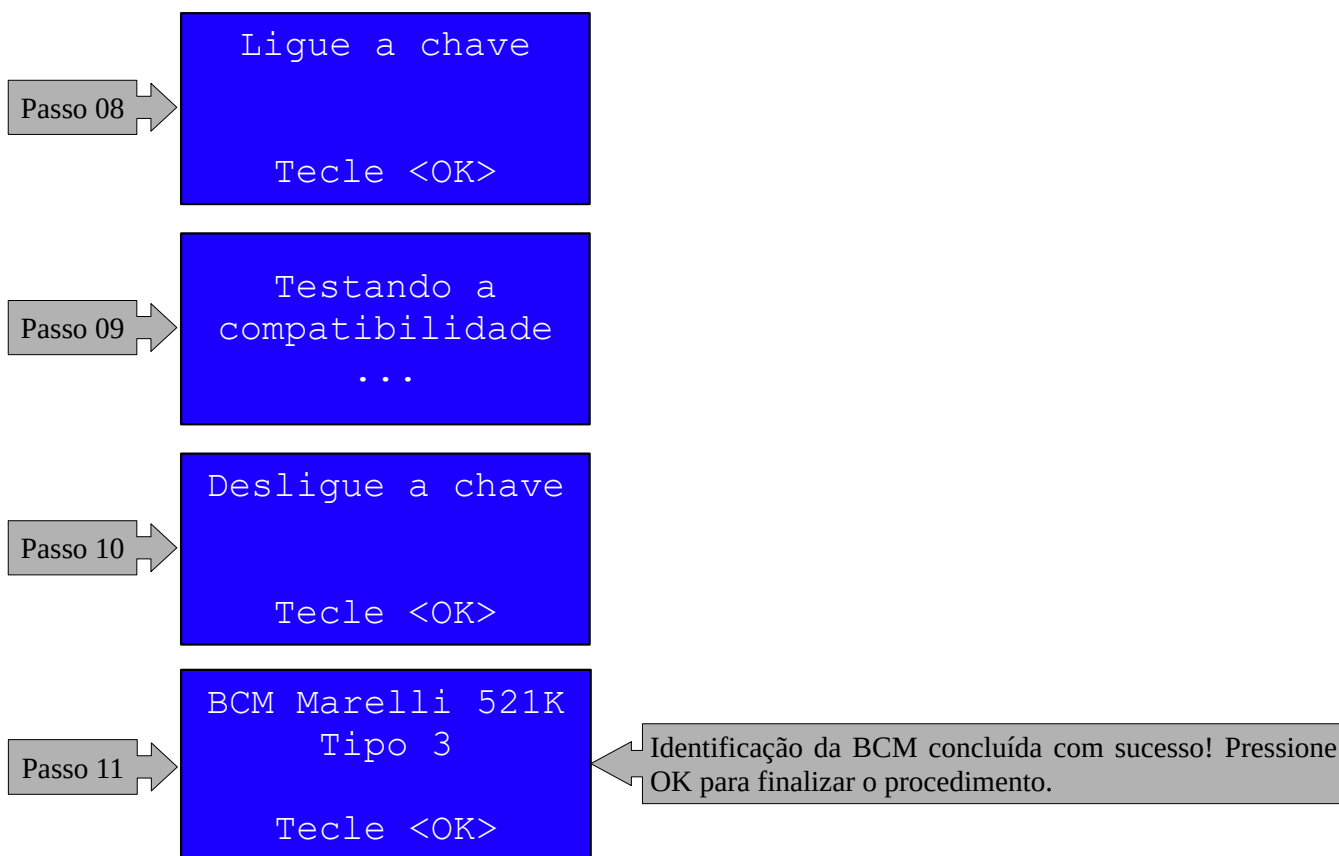 Passo 08
Ligue a chave
Tecle <OK>
Passo 09
Testando a
compatibilidade
...
Passo 10
Desligue a chave
Tecle <OK>
Passo 11
BCM Marelli 521K
Tipo 3
Tecle <OK>
Identificação da BCM concluída com sucesso! Pressione
OK para finalizar o procedimento.